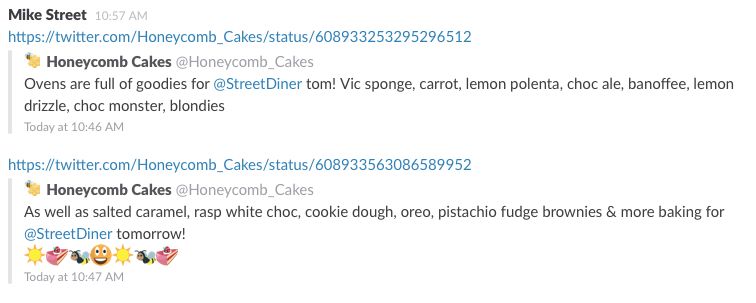 Mike Street 10:57 AM
https://twitter.com/Honeycomb_Cakes/status/608933253295296512
Honeycomb Cakes @Honeycomb_Cakes
Ovens are full of goodies for @StreetDiner tom! Vic sponge, carrot, lemon polenta, choc ale, banoffee, lemon
drizzle, choc monster, blondies
Today at 10:46 AM
https://twitter.com/Honeycomb_Cakes/status/608933563086589952
Honeycomb Cakes @Honeycomb_Cakes
As well as salted caramel, rasp white choc, cookie dough, oreo, pistachio fudge brownies & more baking for
@StreetDiner tomorrow!
☀️🍰🐝😃☀️🐝🍰
Today at 10:47 AM